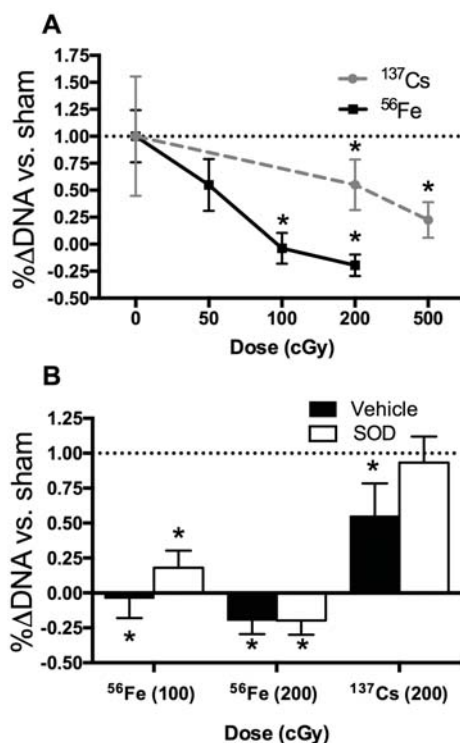 A
%ΔDNA vs. sham
1.75
1.50
1.25
1.00
0.75
0.50
0.25
0.00
-0.25
-0.50
¹³⁷Cs
⁵⁶Fe
*
*
*
*
0
50
100
200
500
Dose (cGy)
B
%ΔDNA vs. sham
1.25
1.00
0.75
0.50
0.25
0.00
-0.25
-0.50
Vehicle
SOD
*
*
*
*
*
⁵⁶Fe (100)
⁵⁶Fe (200)
¹³⁷Cs (200)
Dose (cGy)